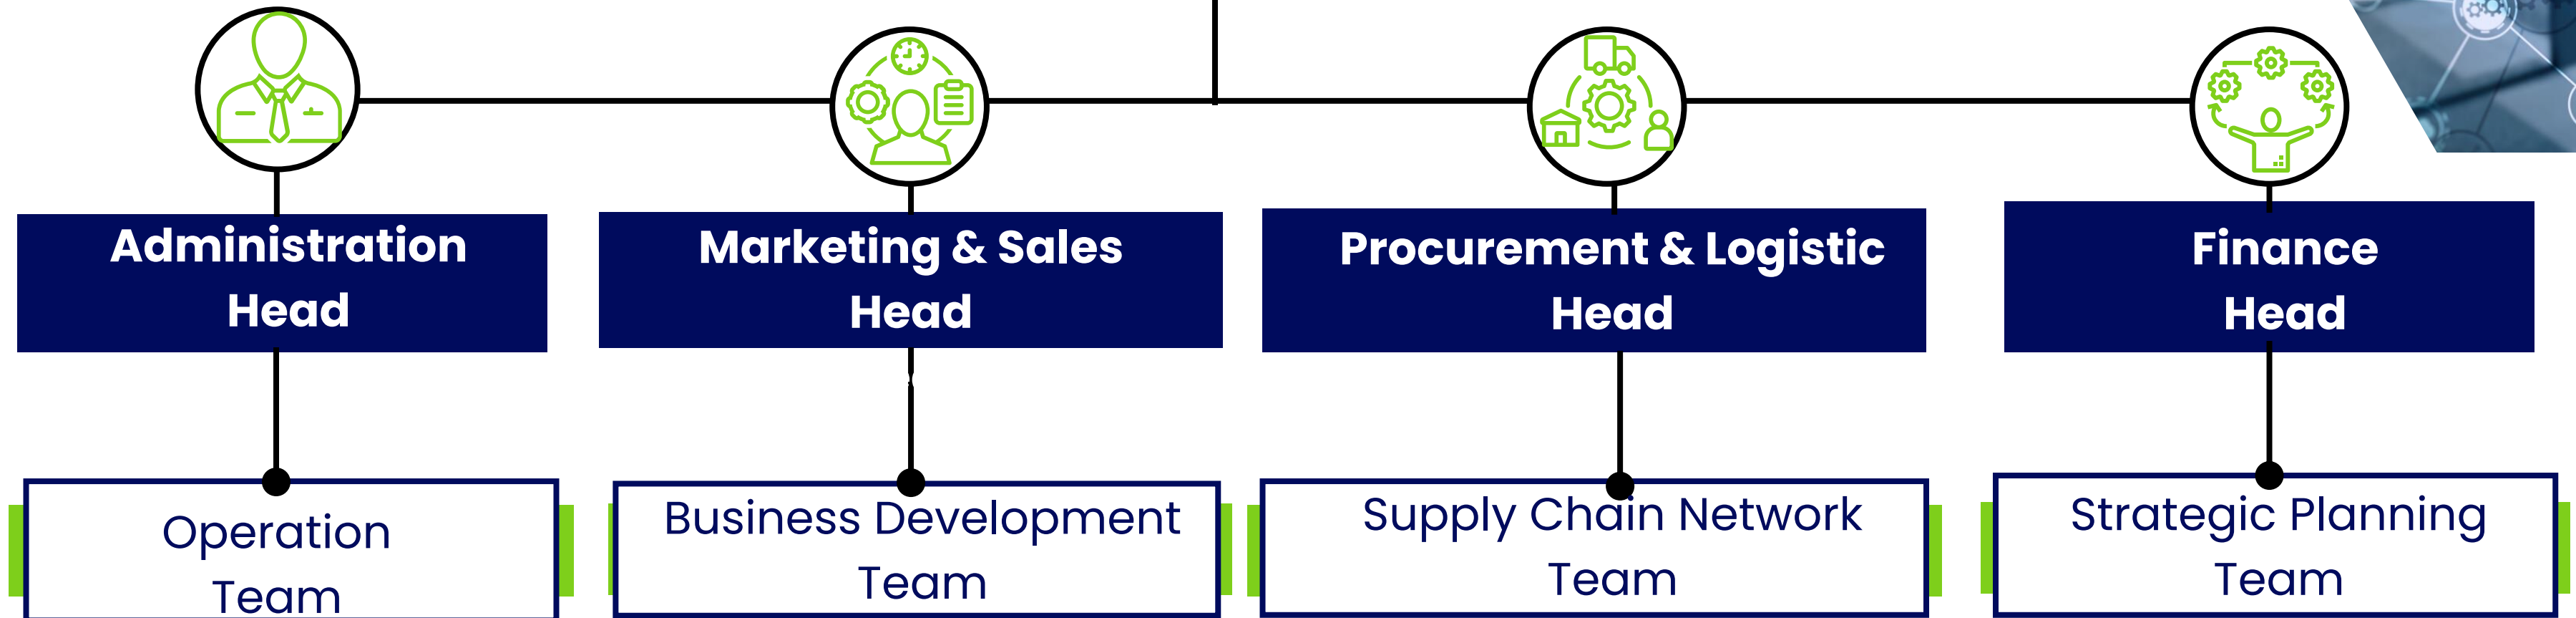 Administration
Head
Marketing & Sales
Head
Procurement & Logistic
Head
Finance
Head
Operation
Team
Business Development
Team
Supply Chain Network
Team
Strategic Planning
Team